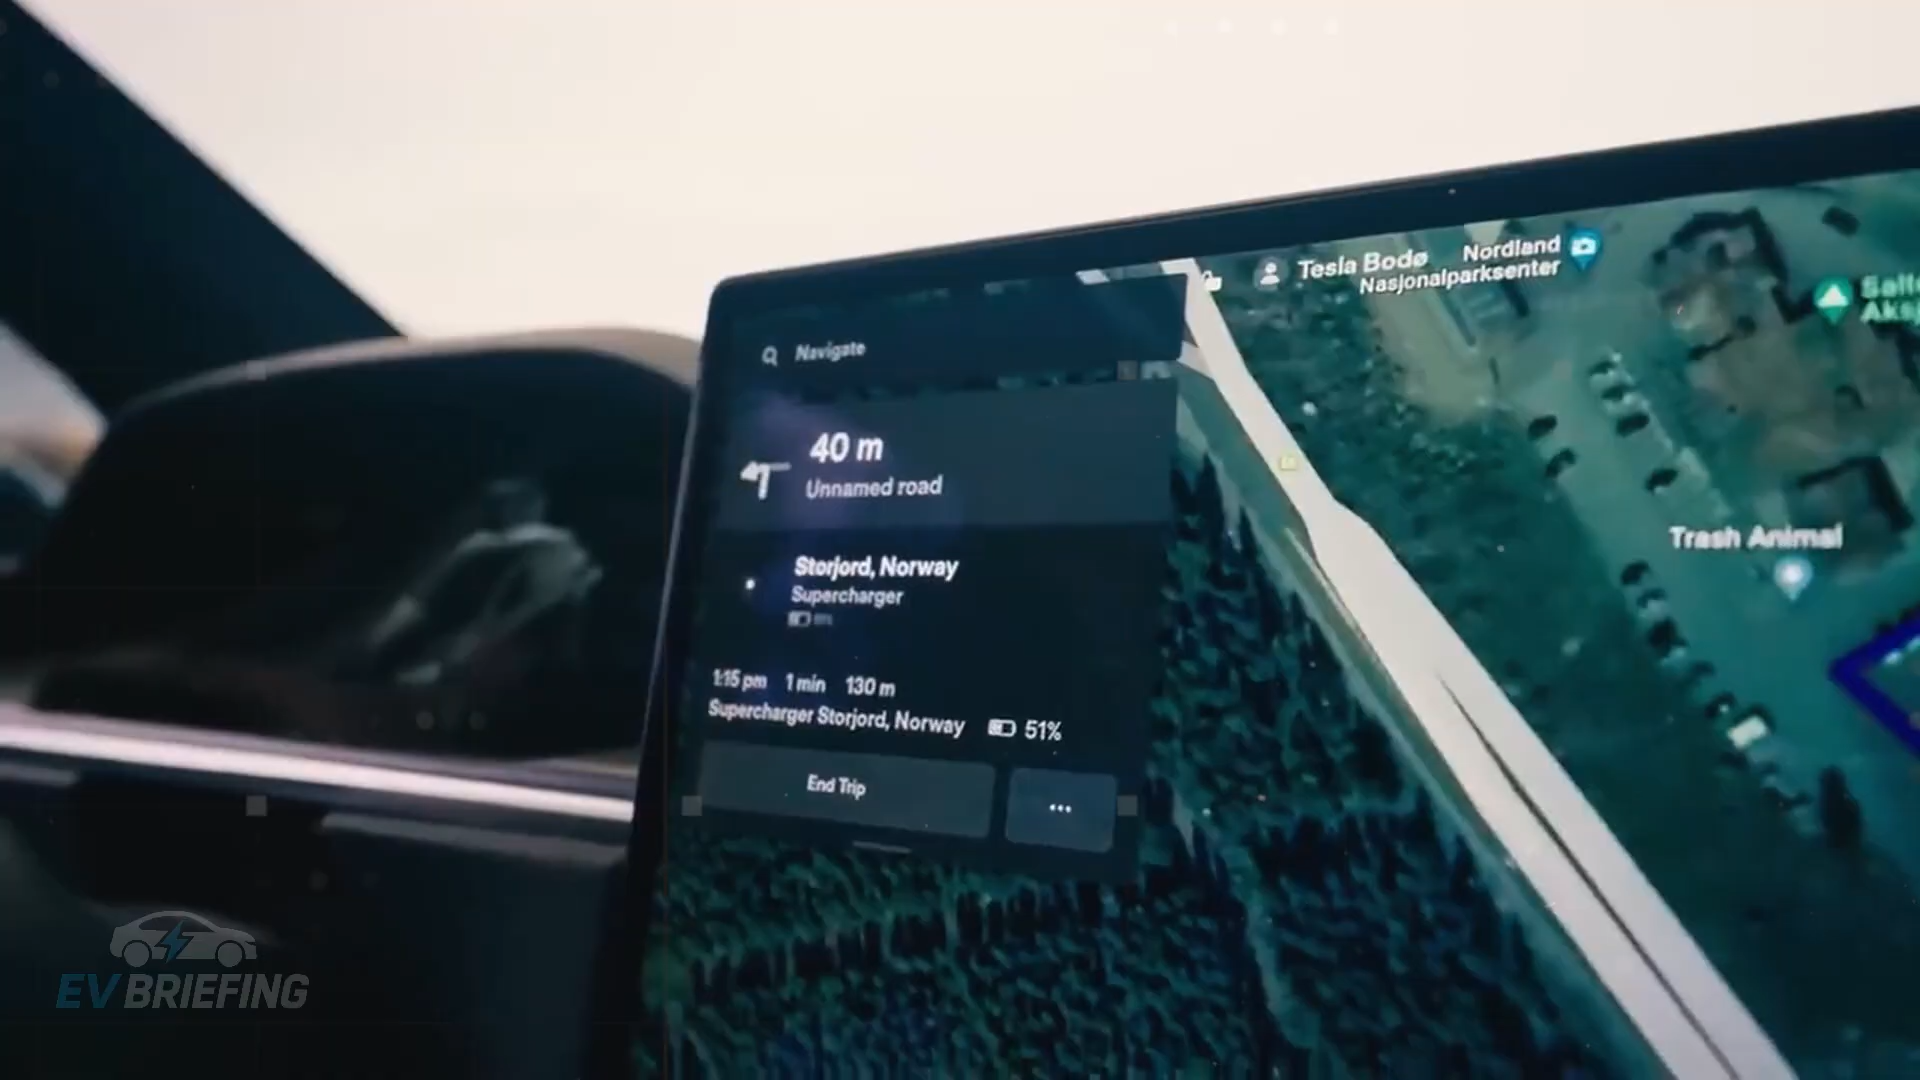 Tesla Bodø
Nordland
Nasjonalparksenter
Navigate
40 m
Unnamed road
Trash Animal
Storjord, Norway
Supercharger
1:15 pm 1 min 130 m
Supercharger Storjord, Norway 51%
End Trip
EV BRIEFING